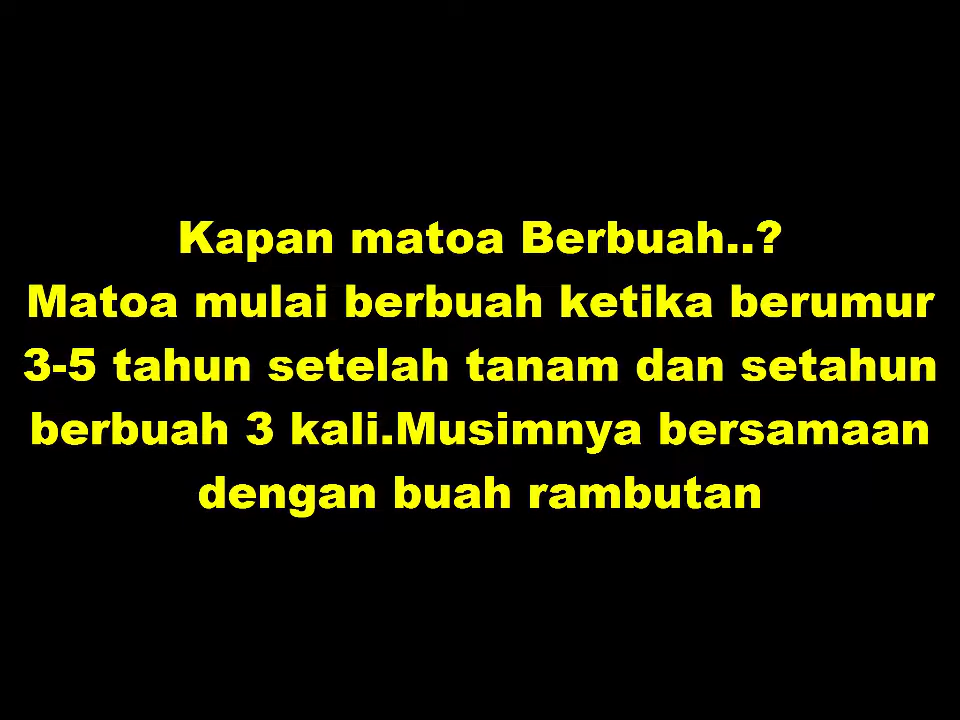 Kapan matoa Berbuah..?
Matoa mulai berbuah ketika berumur
3-5 tahun setelah tanam dan setahun
berbuah 3 kali.Musimnya bersamaan
dengan buah rambutan